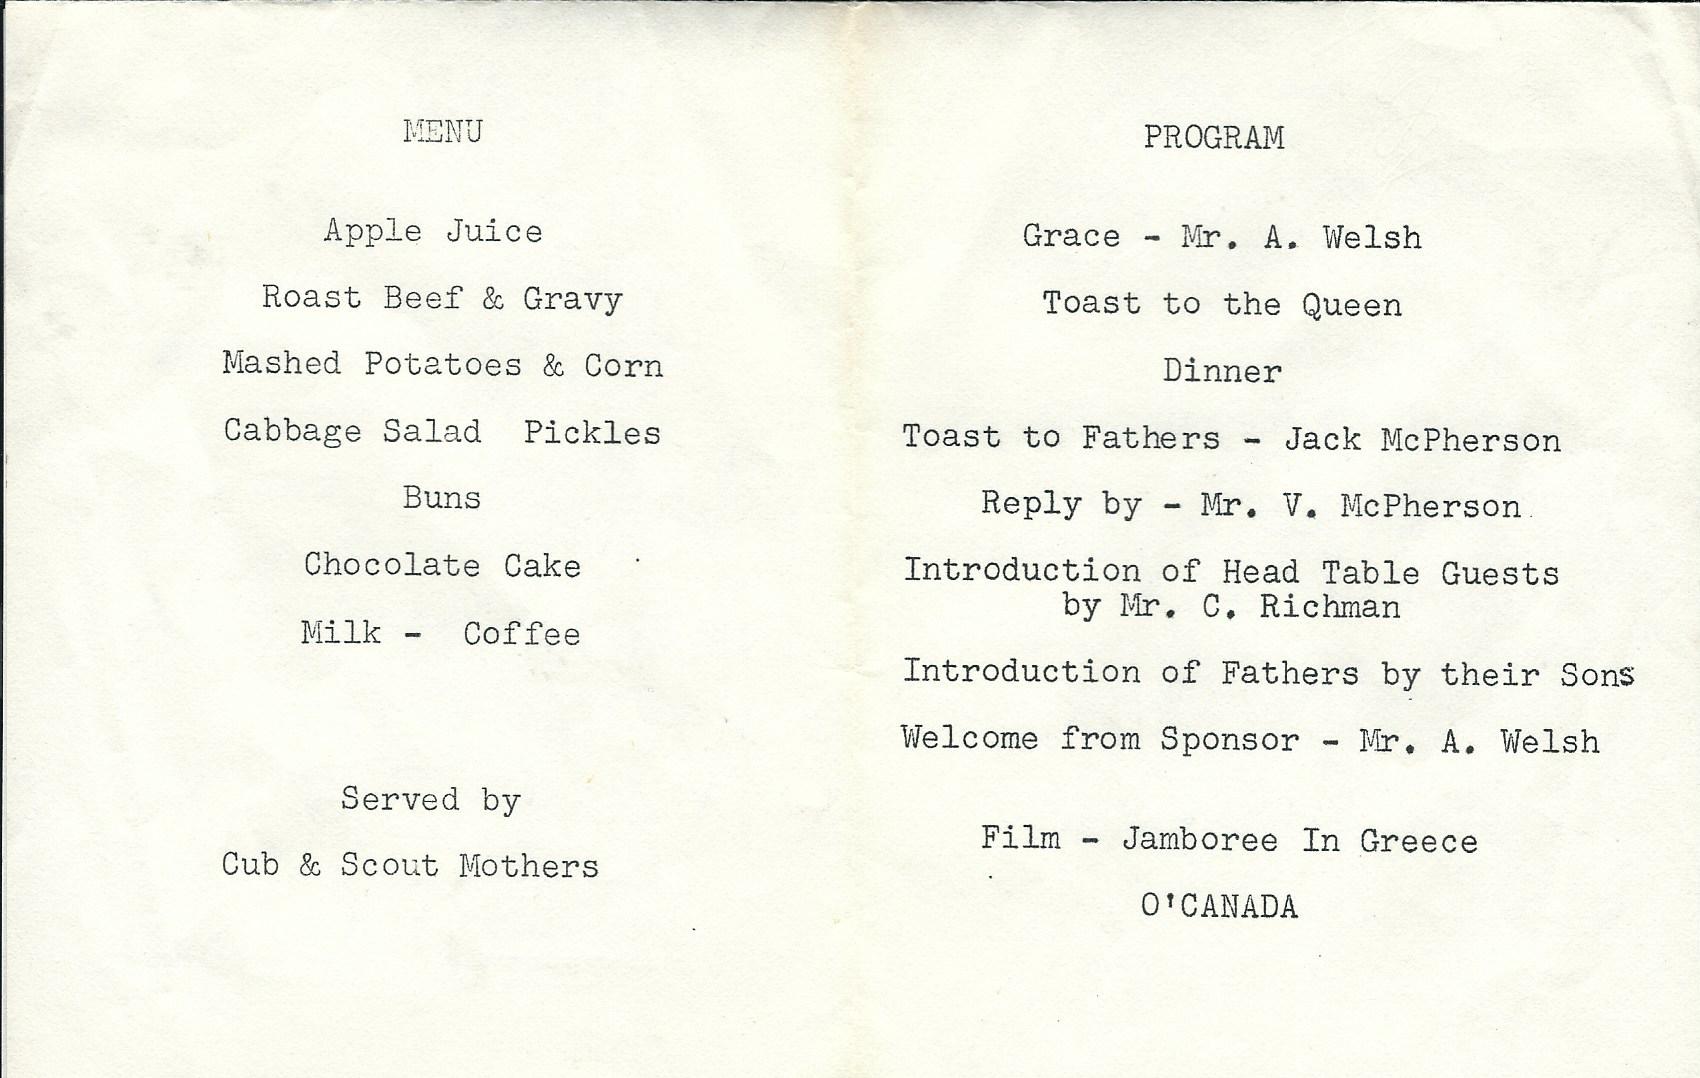 MENU
Apple Juice
Roast Beef & Gravy
Mashed Potatoes & Corn
Cabbage Salad  Pickles
Buns
Chocolate Cake
Milk -  Coffee
Served by
Cub & Scout Mothers
PROGRAM
Grace - Mr. A. Welsh
Toast to the Queen
Dinner
Toast to Fathers - Jack McPherson
Reply by - Mr. V. McPherson
Introduction of Head Table Guests
by Mr. C. Richman
Introduction of Fathers by their Sons
Welcome from Sponsor - Mr. A. Welsh
Film - Jamboree In Greece
O'CANADA